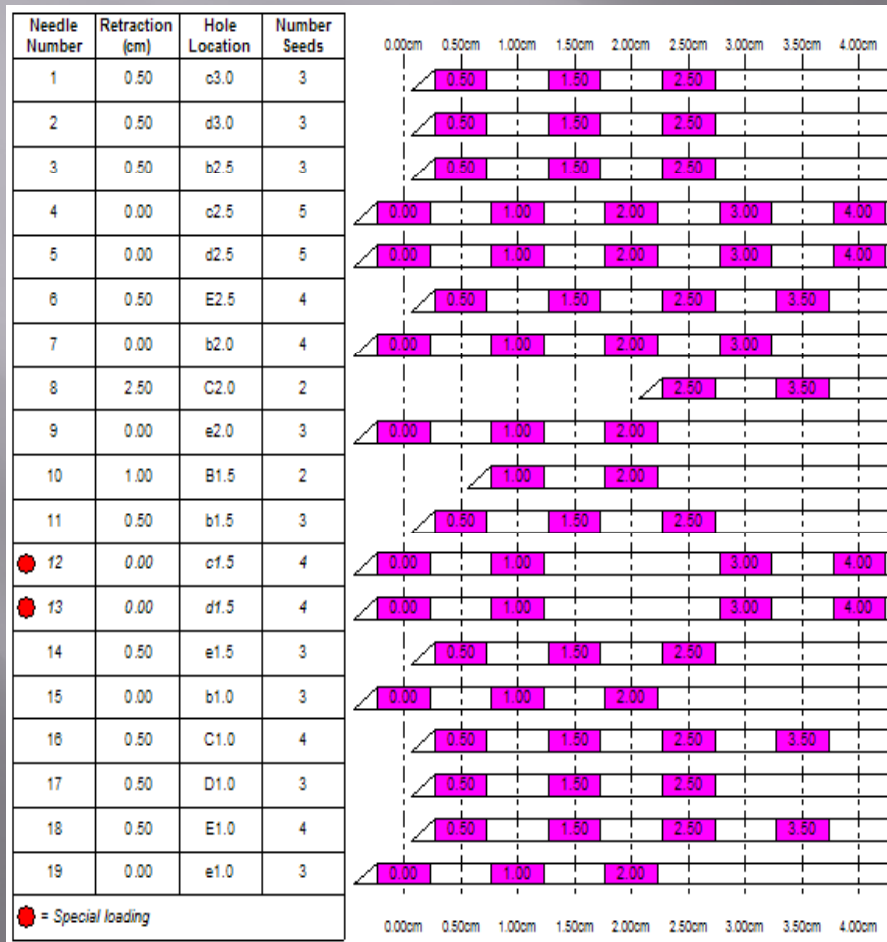 Needle Number Retraction (cm) Hole Location Number Seeds
0.00cm 0.50cm 1.00cm 1.50cm 2.00cm 2.50cm 3.00cm 3.50cm 4.00cm
1 0.50 c3.0 3 0.50 1.50 2.50
2 0.50 d3.0 3 0.50 1.50 2.50
3 0.50 b2.5 3 0.50 1.50 2.50
4 0.00 c2.5 5 0.00 1.00 2.00 3.00 4.00
5 0.00 d2.5 5 0.00 1.00 2.00 3.00 4.00
6 0.50 E2.5 4 0.50 1.50 2.50 3.50
7 0.00 b2.0 4 0.00 1.00 2.00 3.00
8 2.50 C2.0 2 2.50 3.50
9 0.00 e2.0 3 0.00 1.00 2.00
10 1.00 B1.5 2 1.00 2.00
11 0.50 b1.5 3 0.50 1.50 2.50
12 0.00 c1.5 4 0.00 1.00 3.00 4.00
13 0.00 d1.5 4 0.00 1.00 3.00 4.00
14 0.50 e1.5 3 0.50 1.50 2.50
15 0.00 b1.0 3 0.00 1.00 2.00
16 0.50 C1.0 4 0.50 1.50 2.50 3.50
17 0.50 D1.0 3 0.50 1.50 2.50
18 0.50 E1.0 4 0.50 1.50 2.50 3.50
19 0.00 e1.0 3 0.00 1.00 2.00
= Special loading
0.00cm 0.50cm 1.00cm 1.50cm 2.00cm 2.50cm 3.00cm 3.50cm 4.00cm